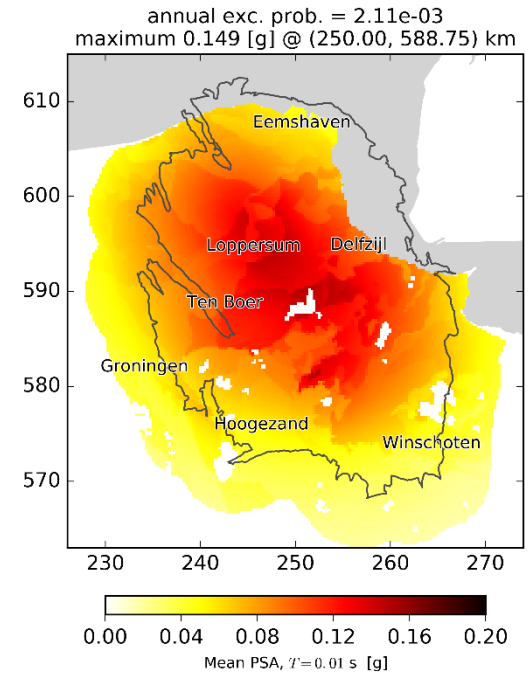 annual exc. prob. = 2.11e-03
maximum 0.149 [g] @ (250.00, 588.75) km
610
600
590
580
570
Eemshaven
Loppersum
Delfzijl
Ten Boer
Groningen
Hoogezand
Winschoten
230 240 250 260 270
0.00 0.04 0.08 0.12 0.16 0.20
Mean PSA, T=0.01 s [g]